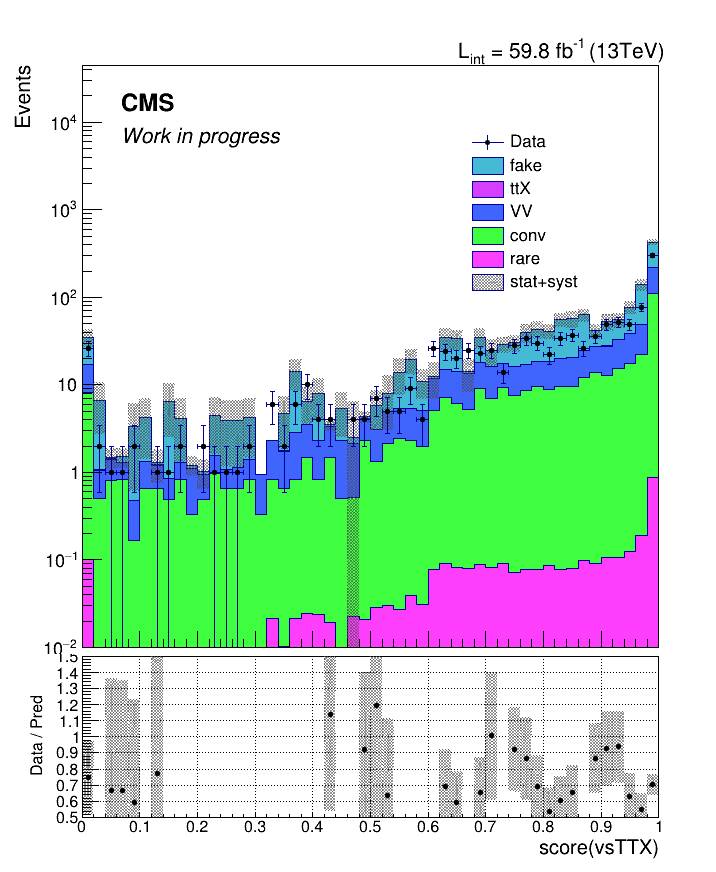 L_int = 59.8 fb^-1 (13TeV)
Events
CMS
Work in progress
Data
fake
ttX
VV
conv
rare
stat+syst
10^4
10^3
10^2
10
1
10^-1
10^-2
Data / Pred
1.5
1.4
1.3
1.2
1.1
1
0.9
0.8
0.7
0.6
0.5
0 0.1 0.2 0.3 0.4 0.5 0.6 0.7 0.8 0.9 1
score(vsTTX)